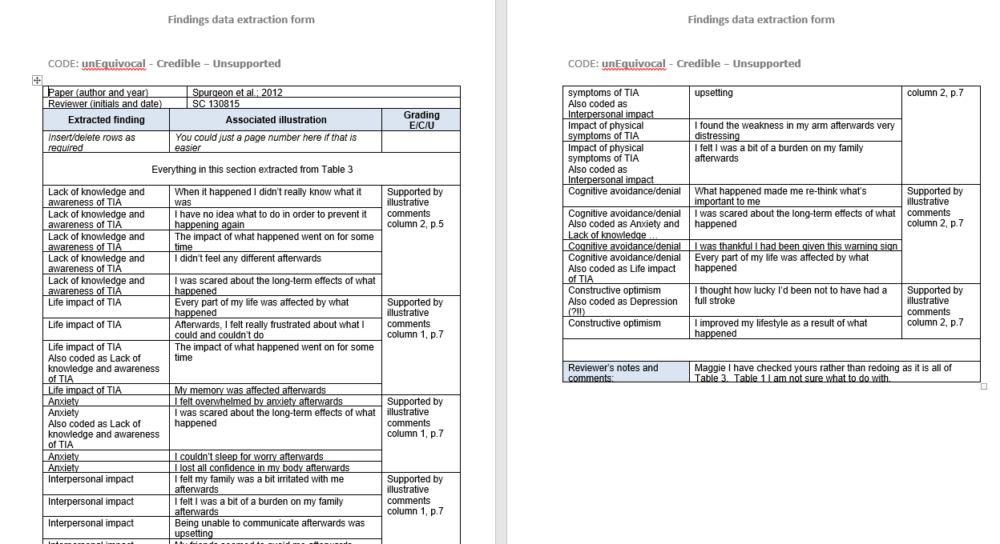 Findings data extraction form
CODE: unEquivocal - Credible – Unsupported
Paper (author and year)
Spurgeon et al.; 2012
Reviewer (initials and date)
SC 130815
Extracted finding
Associated illustration
Grading
E/C/U
Insert/delete rows as
required
You could just a page number here if that is
easier
Everything in this section extracted from Table 3
Lack of knowledge and
awareness of TIA
When it happened I didn’t really know what it
was
Supported by
illustrative
comments
column 2, p.5
Lack of knowledge and
awareness of TIA
I have no idea what to do in order to prevent it
happening again
Lack of knowledge and
awareness of TIA
The impact of what happened went on for some
time
Lack of knowledge and
awareness of TIA
I didn’t feel any different afterwards
Lack of knowledge and
awareness of TIA
I was scared about the long-term effects of what
happened
Life impact of TIA
Every part of my life was affected by what
happened
Supported by
illustrative
comments
column 1, p.7
Life impact of TIA
Afterwards, I felt really frustrated about what I
could and couldn’t do
Life impact of TIA
Also coded as Lack of
knowledge and awareness
of TIA
The impact of what happened went on for some
time
Life impact of TIA
My memory was affected afterwards
Anxiety
I felt overwhelmed by anxiety afterwards
Supported by
illustrative
comments
column 1, p.7
Anxiety
Also coded as Lack of
knowledge and awareness
of TIA
I was scared about the long-term effects of what
happened
Anxiety
I couldn’t sleep for worry afterwards
Anxiety
I lost all confidence in my body afterwards
Interpersonal impact
I felt my family was a bit irritated with me
afterwards
Supported by
illustrative
comments
column 1, p.7
Interpersonal impact
I felt I was a bit of a burden on my family
afterwards
Interpersonal impact
Being unable to communicate afterwards was
upsetting
Interpersonal impact
My friends seemed to avoid me afterwards
Findings data extraction form
CODE: unEquivocal - Credible – Unsupported
symptoms of TIA
Also coded as
Interpersonal impact
upsetting
column 2, p.7
Impact of physical
symptoms of TIA
I found the weakness in my arm afterwards very
distressing
Impact of physical
symptoms of TIA
Also coded as
Interpersonal impact
I felt I was a bit of a burden on my family
afterwards
Cognitive avoidance/denial
What happened made me re-think what’s
important to me
Supported by
illustrative
comments
column 2, p.7
Cognitive avoidance/denial
Also coded as Anxiety and
Lack of knowledge …
I was scared about the long-term effects of what
happened
Cognitive avoidance/denial
I was thankful I had been given this warning sign
Cognitive avoidance/denial
Also coded as Life impact
of TIA
Every part of my life was affected by what
happened
Constructive optimism
Also coded as Depression
(?!!)
I thought how lucky I’d been not to have had a
full stroke
Supported by
illustrative
comments
column 2, p.7
Constructive optimism
I improved my lifestyle as a result of what
happened
Reviewer’s notes and
comments:
Maggie I have checked yours rather than redoing as it is all of
Table 3. Table 1 I am not sure what to do with.